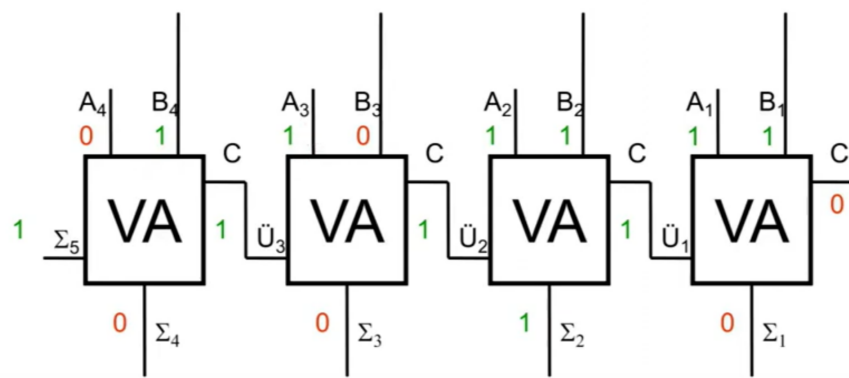 A₄ B₄ A₃ B₃ A₂ B₂ A₁ B₁
0 1 1 0 1 1 1 1
C C C C
VA VA VA VA
1 Σ₅ 1 Ü₃ 1 Ü₂ 1 Ü₁ 0
0 Σ₄ 0 Σ₃ 1 Σ₂ 0 Σ₁